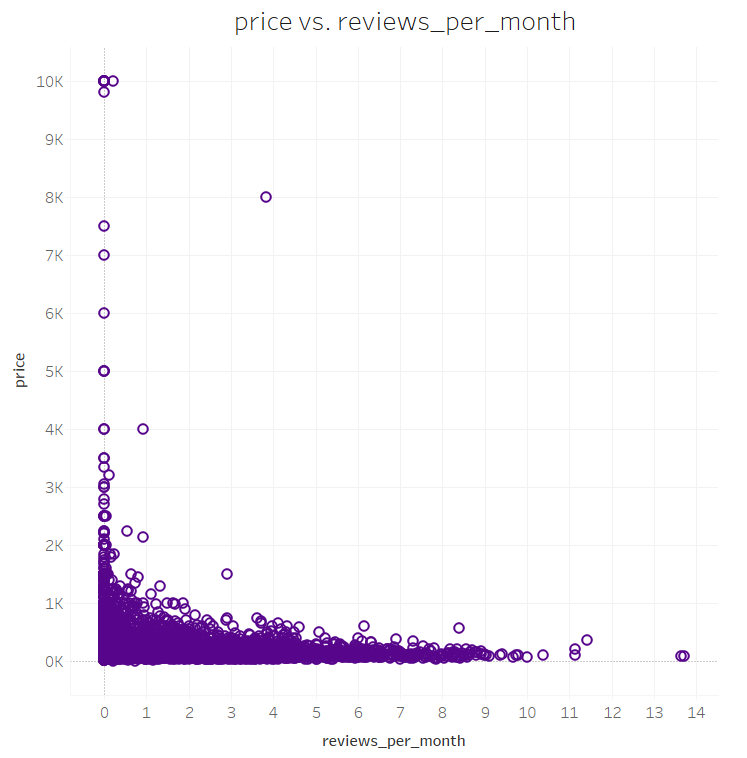 price vs. reviews_per_month
10K
9K
8K
7K
6K
5K
4K
3K
2K
1K
0K
price
0 1 2 3 4 5 6 7 8 9 10 11 12 13 14
reviews_per_month